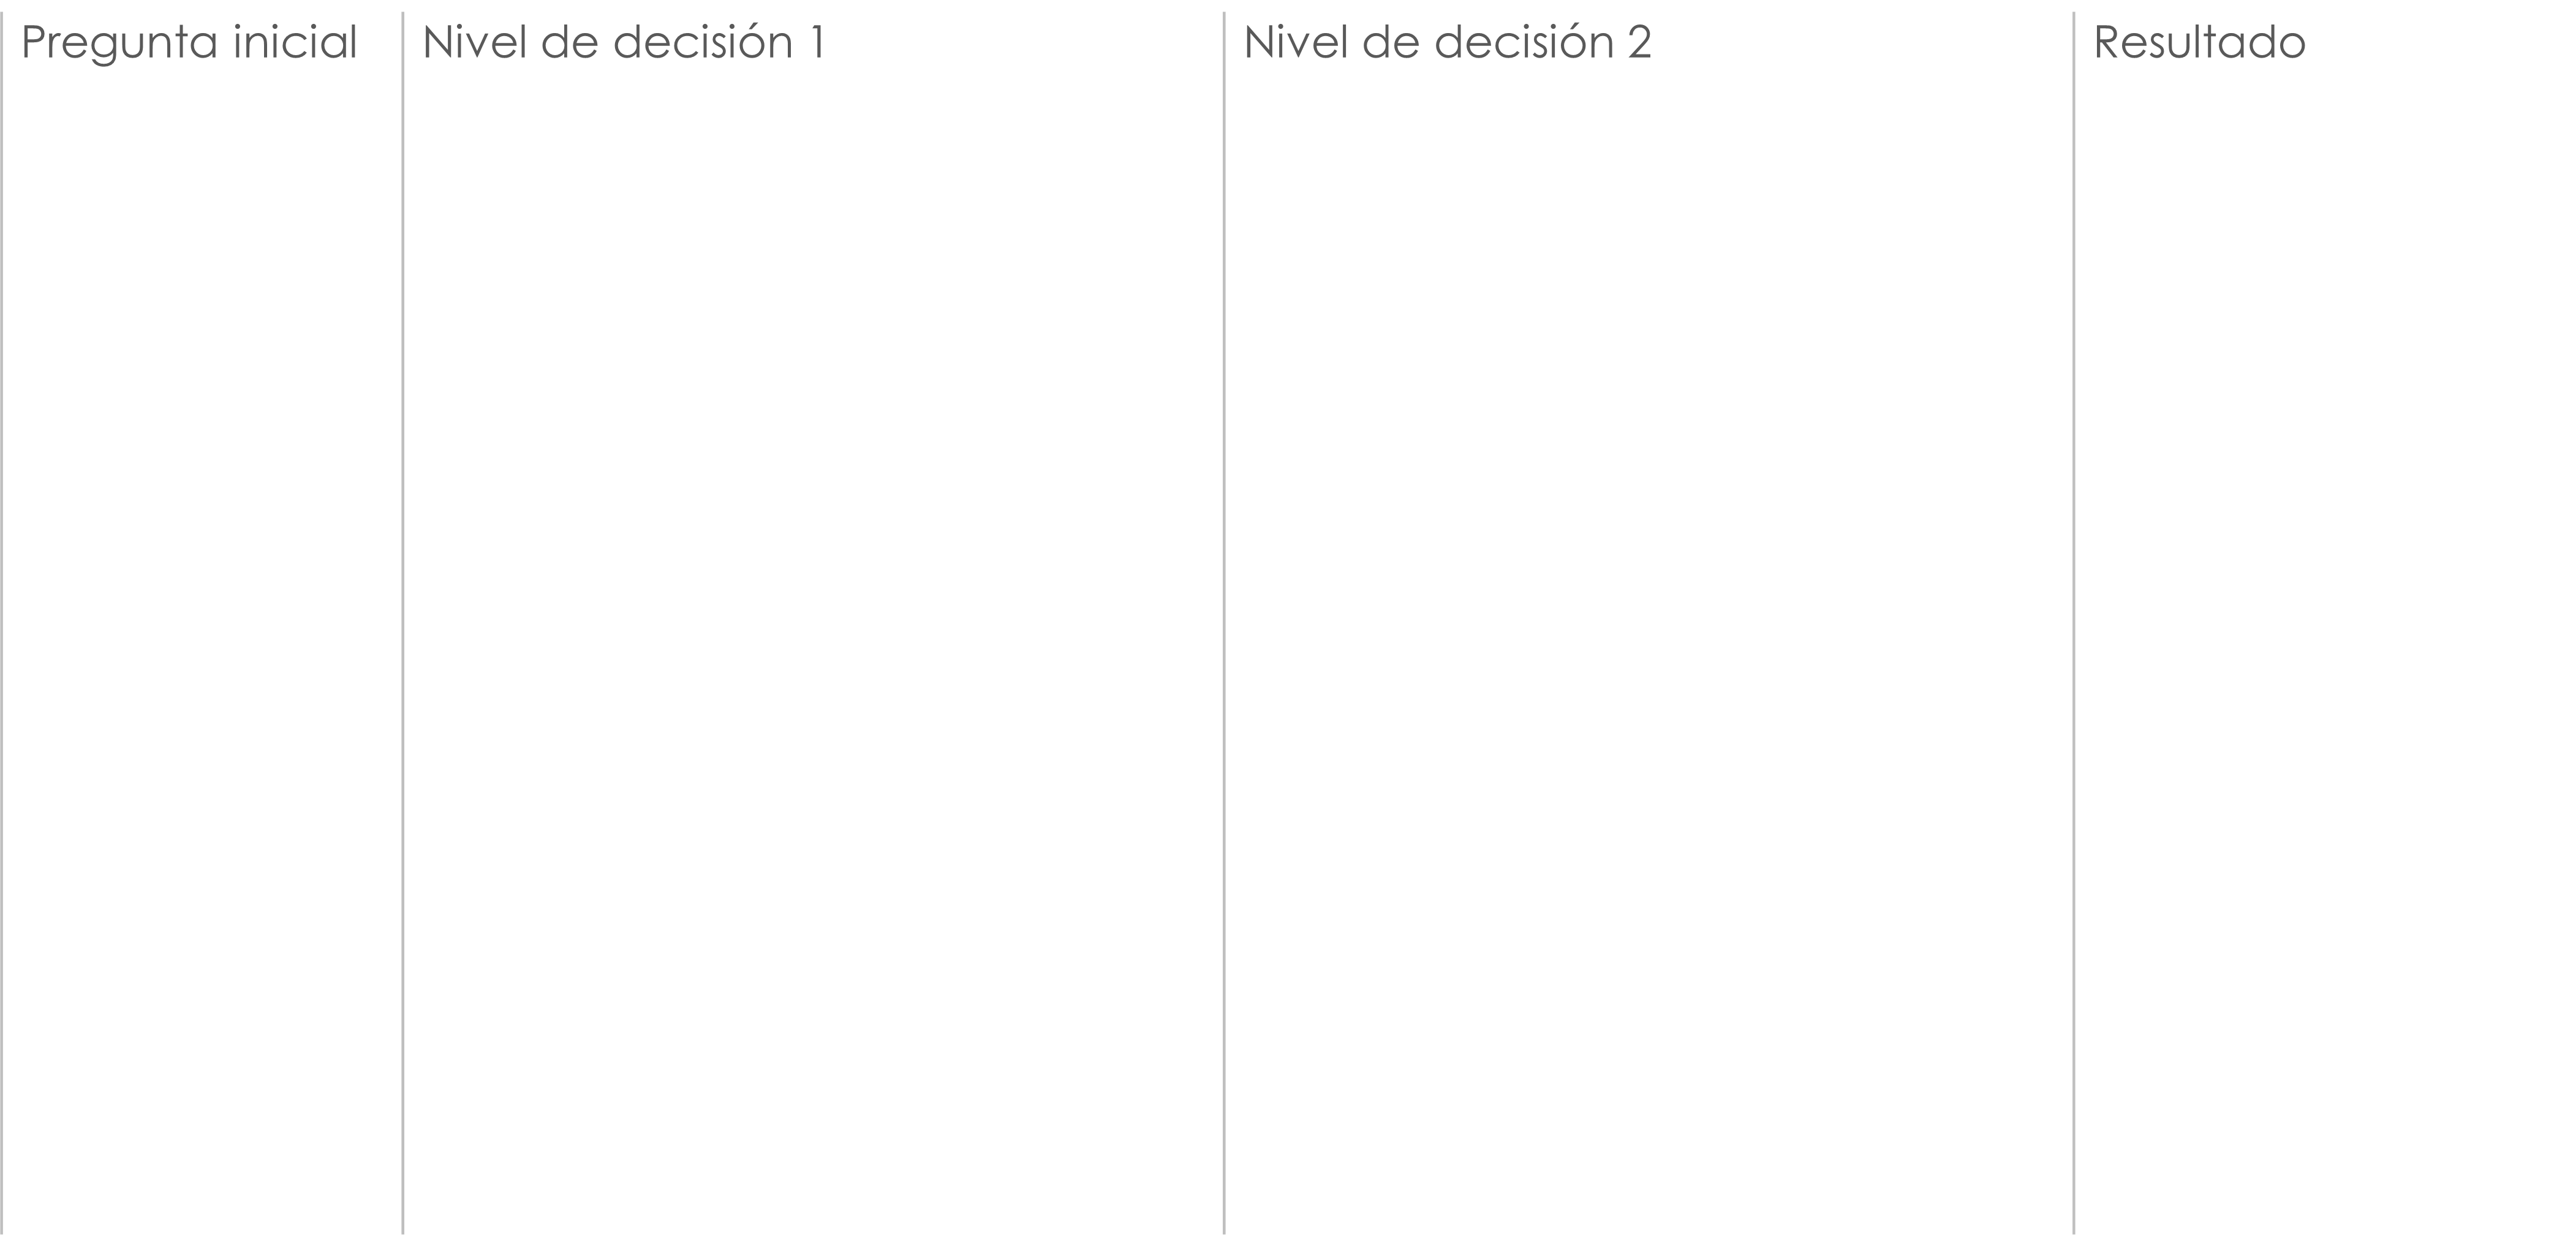 Pregunta inicial
Nivel de decisión 1
Nivel de decisión 2
Resultado